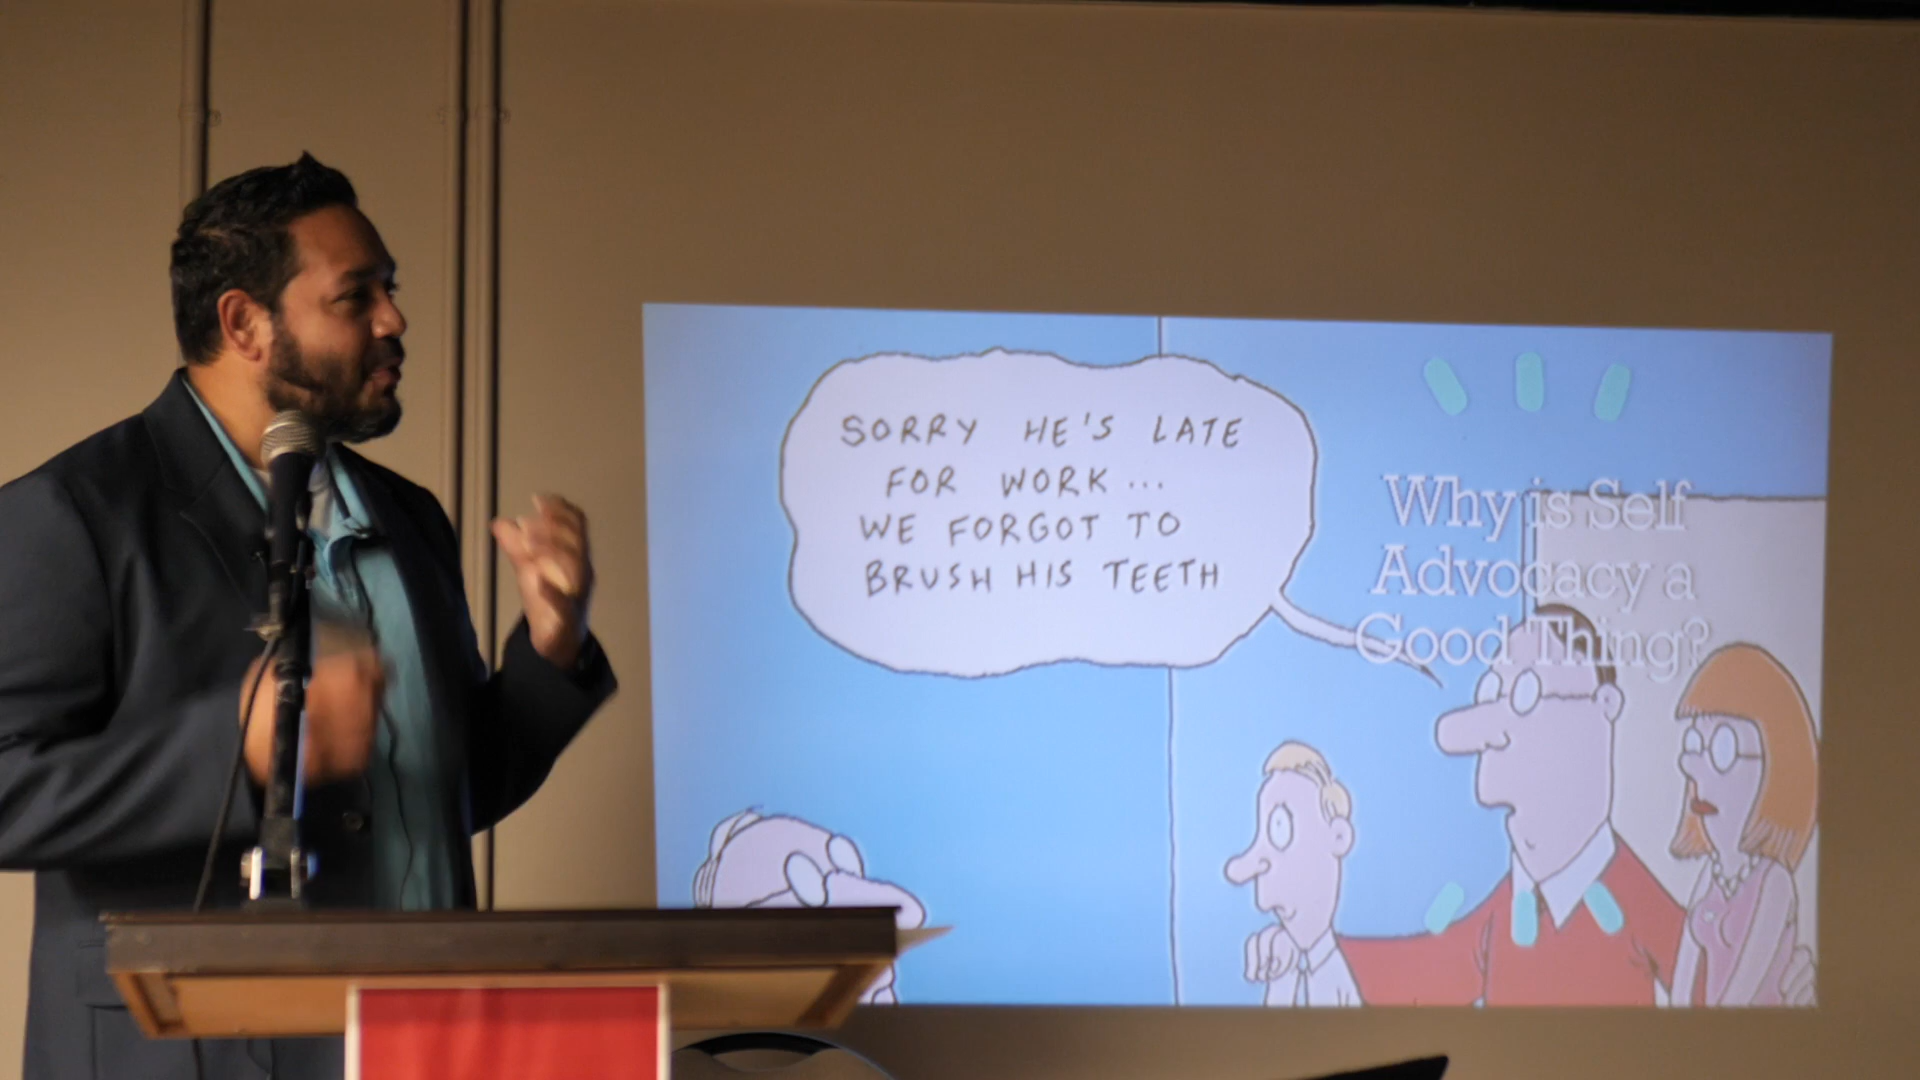 SORRY HE'S LATE
FOR WORK...
WE FORGOT TO
BRUSH HIS TEETH
Why is Self
Advocacy a
Good Thing?